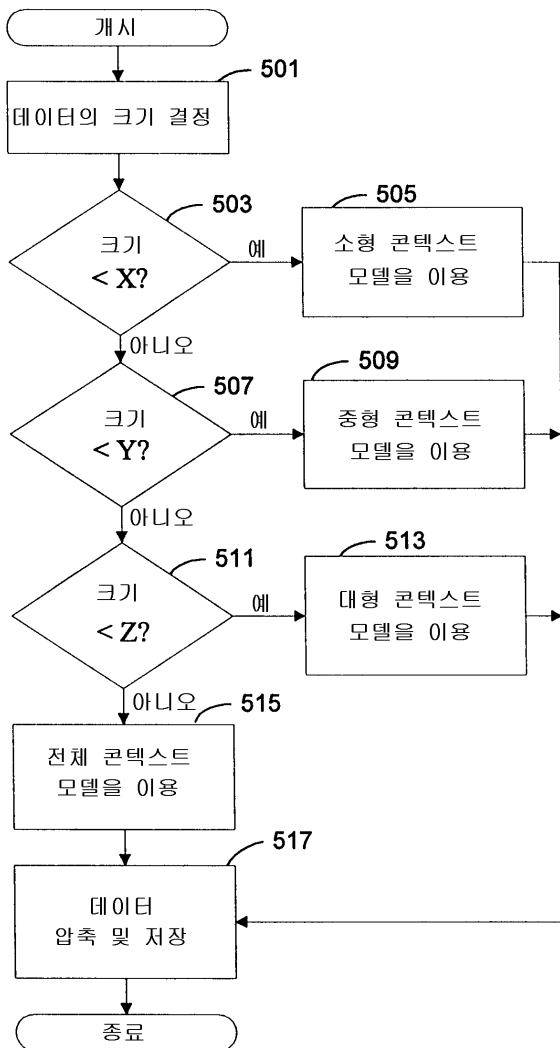 개시
501
데이터의 크기 결정
503
크기
< X?
예
505
소형 콘텍스트
모델을 이용
아니오
507
크기
< Y?
예
509
중형 콘텍스트
모델을 이용
아니오
511
크기
< Z?
예
513
대형 콘텍스트
모델을 이용
아니오
515
전체 콘텍스트
모델을 이용
517
데이터
압축 및 저장
종료